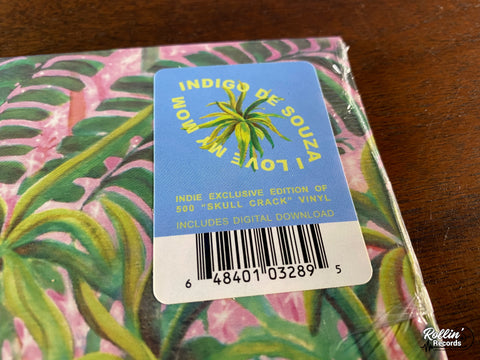 INDIGO DE SOUZA I LOVE MY MOM
INDIE EXCLUSIVE EDITION OF
500 "SKULL CRACK" VINYL
INCLUDES DIGITAL DOWNLOAD
6 48401 03289 5
Rollin'
Records